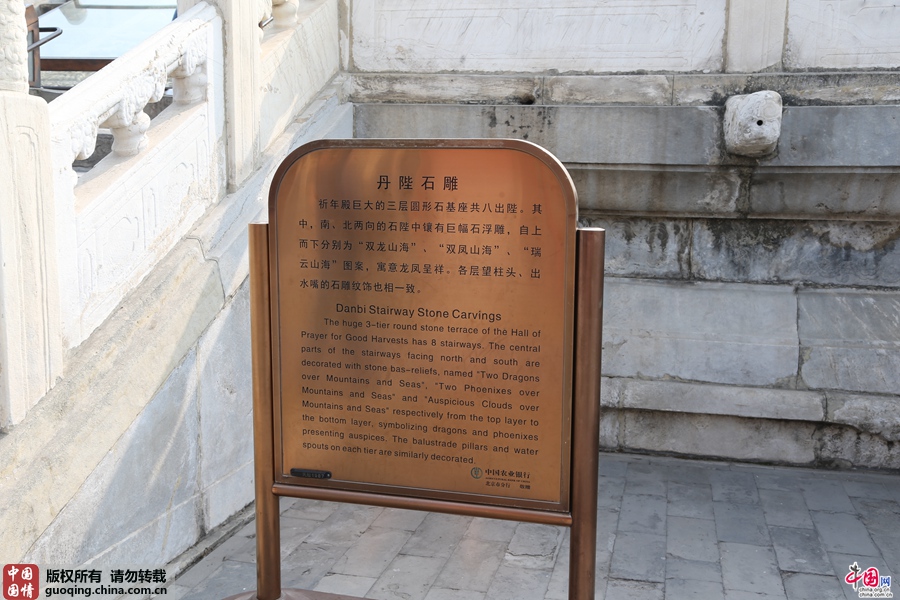 丹陛石雕
祈年殿巨大的三层圆形石基座共八出陛。其
中，南、北两向的石陛中镶有巨幅石浮雕，自上
而下分别为“双龙山海”、“双凤山海”、“瑞
云山海”图案，寓意龙凤呈祥。各层望柱头、出
水嘴的石雕纹饰也相一致。
Danbi Stairway Stone Carvings
The huge 3-tier round stone terrace of the Hall of
Prayer for Good Harvests has 8 stairways. The central
parts of the stairways facing north and south are
decorated with stone bas-reliefs, named "Two Dragons
over Mountains and Seas", "Two Phoenixes over
Mountains and Seas" and "Auspicious Clouds over
Mountains and Seas" respectively from the top layer to
the bottom layer, symbolizing dragons and phoenixes
presenting auspices. The balustrade pillars and water
spouts on each tier are similarly decorated.
中国农业银行
中国国情
版权所有 请勿转载
guoqing.china.com.cn
中国网
china.org.cn
china.com.cn